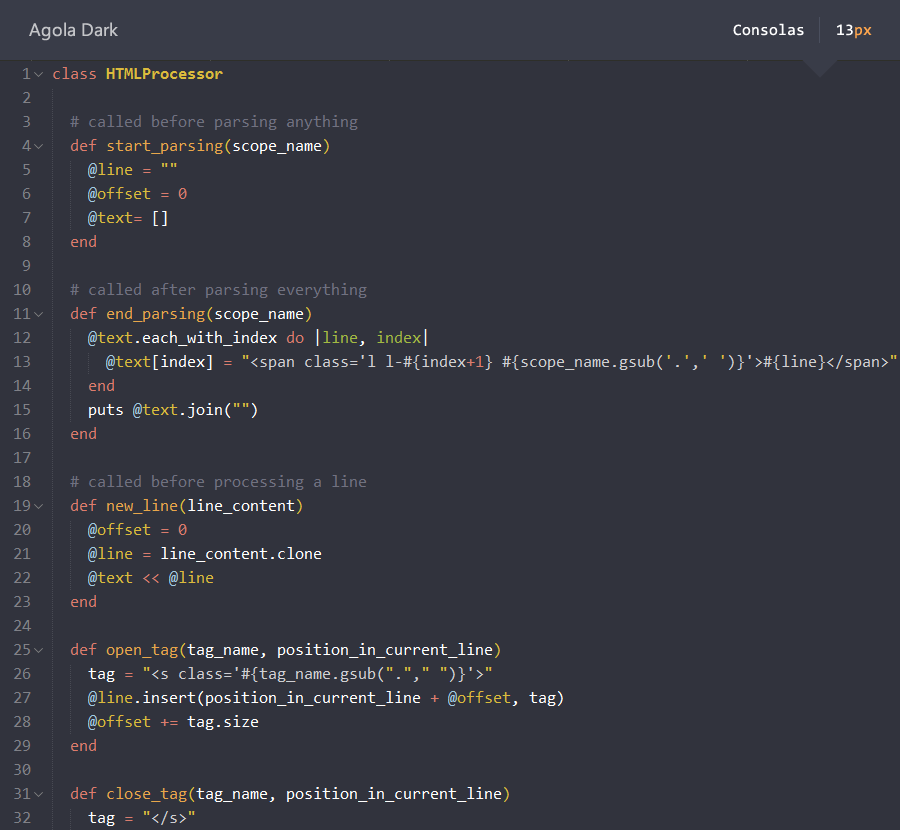 Agola Dark
Consolas 13px
1 class HTMLProcessor
2
3   # called before parsing anything
4   def start_parsing(scope_name)
5     @line = ""
6     @offset = 0
7     @text= []
8   end
9
10   # called after parsing everything
11   def end_parsing(scope_name)
12     @text.each_with_index do |line, index|
13       @text[index] = "<span class='l l-#{index+1} #{scope_name.gsub('.',' ')}'>#{line}</span>"
14     end
15     puts @text.join("")
16   end
17
18   # called before processing a line
19   def new_line(line_content)
20     @offset = 0
21     @line = line_content.clone
22     @text << @line
23   end
24
25   def open_tag(tag_name, position_in_current_line)
26     tag = "<s class='#{tag_name.gsub("."," ")}'>"
27     @line.insert(position_in_current_line + @offset, tag)
28     @offset += tag.size
29   end
30
31   def close_tag(tag_name, position_in_current_line)
32     tag = "</s>"